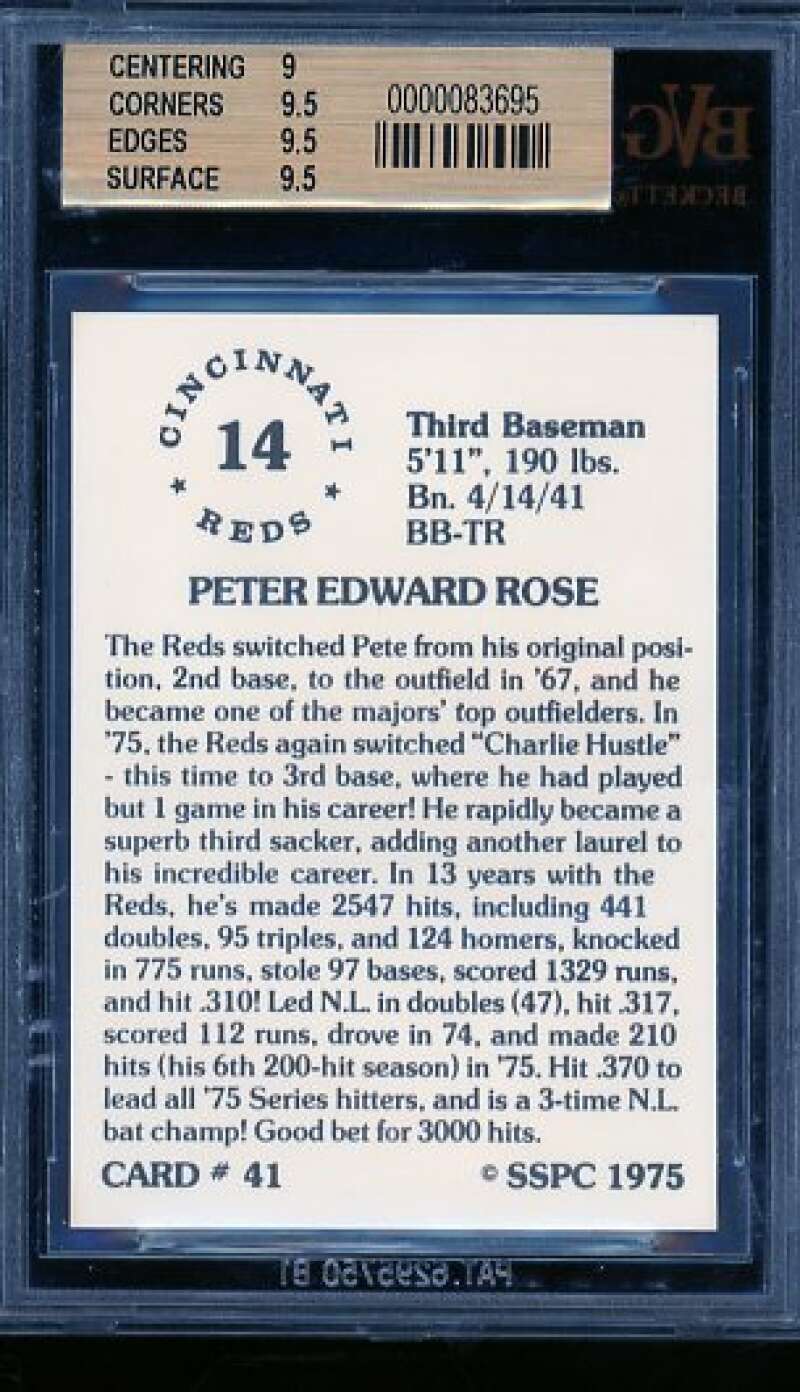 CENTERING 9
CORNERS 9.5
EDGES 9.5
SURFACE 9.5
0000083695
BVG
BECKETT
CINCINNATI
14
REDS
Third Baseman
5'11", 190 lbs.
Bn. 4/14/41
BB-TR
PETER EDWARD ROSE
The Reds switched Pete from his original posi-
tion, 2nd base, to the outfield in '67, and he
became one of the majors' top outfielders. In
'75, the Reds again switched "Charlie Hustle"
- this time to 3rd base, where he had played
but 1 game in his career! He rapidly became a
superb third sacker, adding another laurel to
his incredible career. In 13 years with the
Reds, he's made 2547 hits, including 441
doubles, 95 triples, and 124 homers, knocked
in 775 runs, stole 97 bases, scored 1329 runs,
and hit .310! Led N.L. in doubles (47), hit .317,
scored 112 runs, drove in 74, and made 210
hits (his 6th 200-hit season) in '75. Hit .370 to
lead all '75 Series hitters, and is a 3-time N.L.
bat champ! Good bet for 3000 hits.
CARD # 41
© SSPC 1975
PAT. 6295750 B1